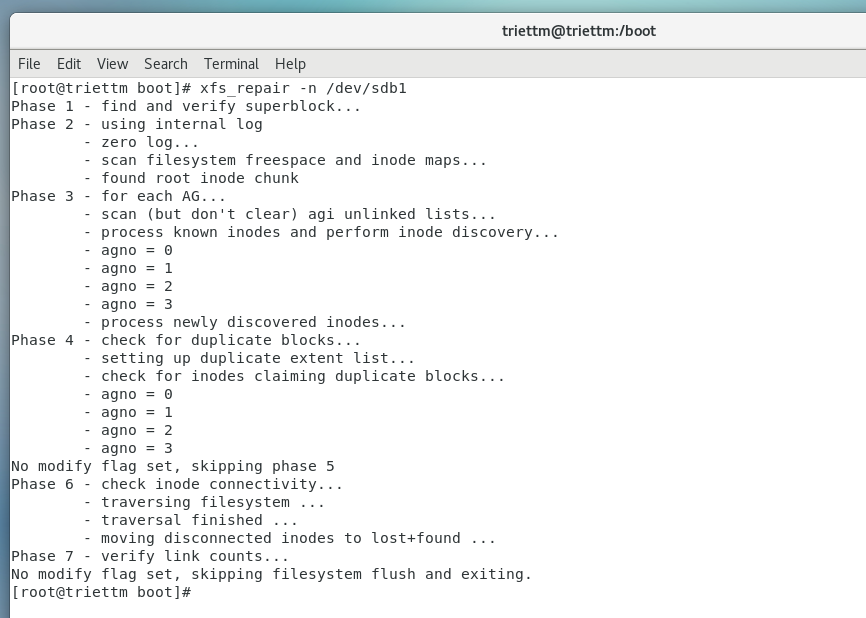 triettm@triettm:/boot
File Edit View Search Terminal Help
[root@triettm boot]# xfs_repair -n /dev/sdb1
Phase 1 - find and verify superblock...
Phase 2 - using internal log
        - zero log...
        - scan filesystem freespace and inode maps...
        - found root inode chunk
Phase 3 - for each AG...
        - scan (but don't clear) agi unlinked lists...
        - process known inodes and perform inode discovery...
        - agno = 0
        - agno = 1
        - agno = 2
        - agno = 3
        - process newly discovered inodes...
Phase 4 - check for duplicate blocks...
        - setting up duplicate extent list...
        - check for inodes claiming duplicate blocks...
        - agno = 0
        - agno = 1
        - agno = 2
        - agno = 3
No modify flag set, skipping phase 5
Phase 6 - check inode connectivity...
        - traversing filesystem ...
        - traversal finished ...
        - moving disconnected inodes to lost+found ...
Phase 7 - verify link counts...
No modify flag set, skipping filesystem flush and exiting.
[root@triettm boot]#